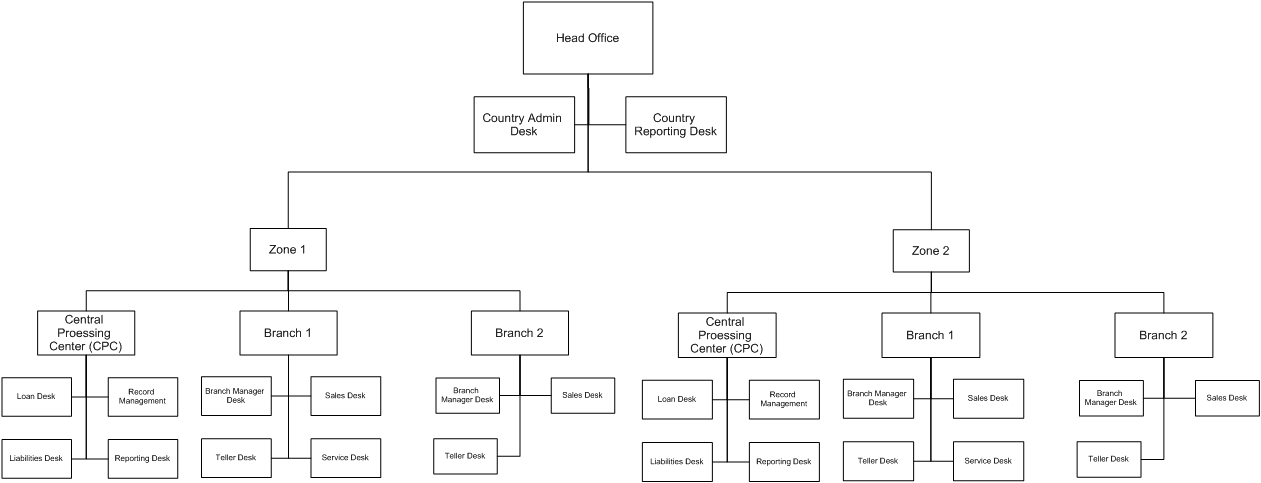 Head Office
Country Admin
Desk
Country
Reporting Desk
Zone 1
Zone 2
Central
Proessing
Center (CPC)
Branch 1
Branch 2
Central
Proessing
Center (CPC)
Branch 1
Branch 2
Loan Desk
Record
Management
Branch Manager
Desk
Sales Desk
Branch
Manager Desk
Sales Desk
Loan Desk
Record
Management
Branch Manager
Desk
Sales Desk
Branch
Manager Desk
Sales Desk
Liabilities Desk
Reporting Desk
Teller Desk
Service Desk
Teller Desk
Liabilities Desk
Reporting Desk
Teller Desk
Service Desk
Teller Desk